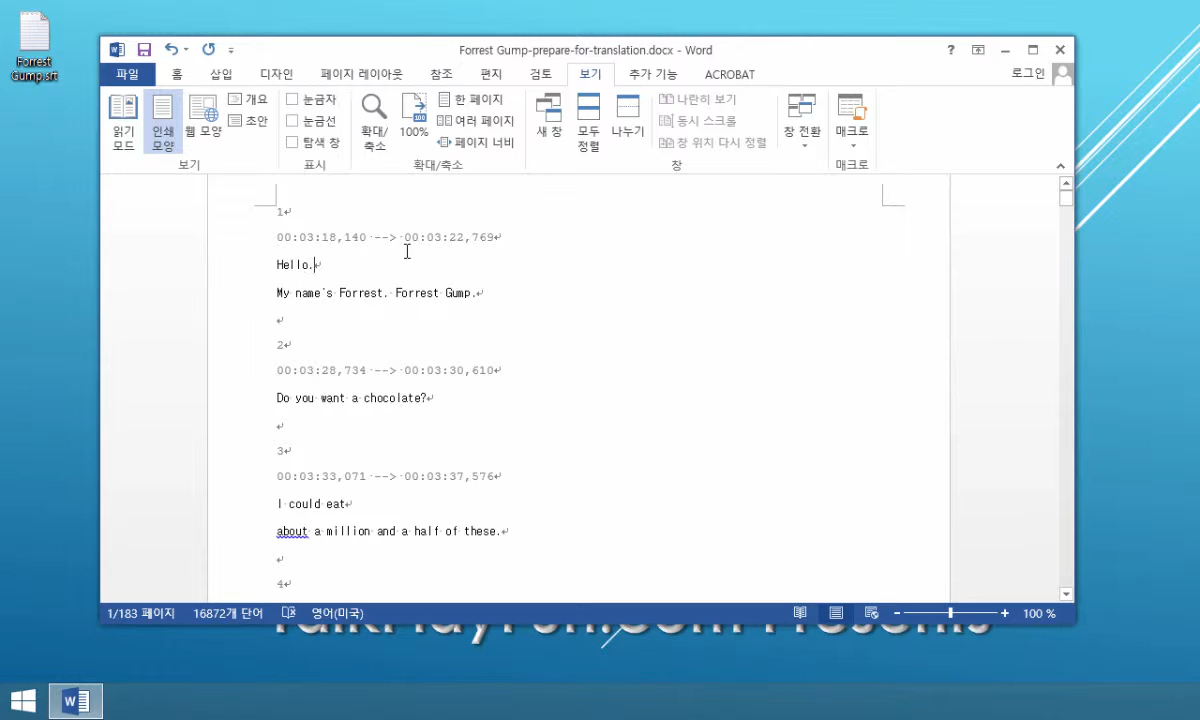 Forrest
Gump.srt
Forrest Gump-prepare-for-translation.docx - Word
?
파일 홈 삽입 디자인 페이지 레이아웃 참조 편지 검토 보기 추가 기능 ACROBAT 로그인
개요 눈금자 한 페이지 나란히 보기
초안 눈금선 여러 페이지 동시 스크롤
읽기 모드 인쇄 모양 웹 모양 탐색 창 확대/축소 100% 페이지 너비 새 창 모두 정렬 나누기 창 위치 다시 정렬 창 전환 매크로
보기 표시 확대/축소 창 매크로
1
00:03:18,140 --> 00:03:22,769
Hello.
My name's Forrest. Forrest Gump.
2
00:03:28,734 --> 00:03:30,610
Do you want a chocolate?
3
00:03:33,071 --> 00:03:37,576
I could eat
about a million and a half of these.
4
1/183 페이지 16872개 단어 영어(미국) 100 %